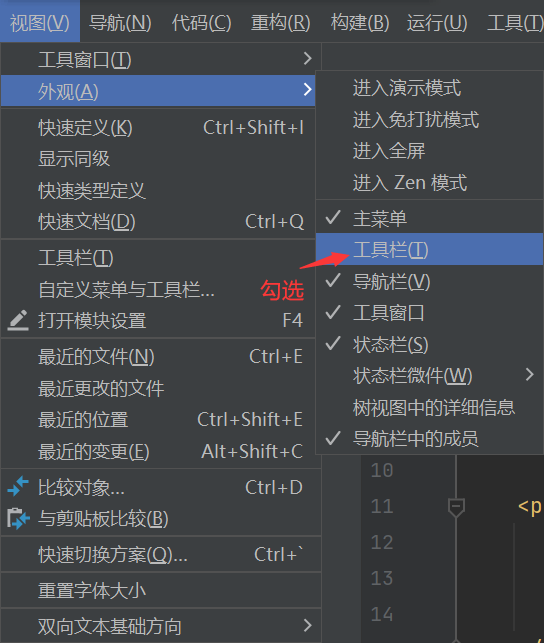 视图(V) 导航(N) 代码(C) 重构(R) 构建(B) 运行(U) 工具(T)
工具窗口(T)
外观(A)
快速定义(K) Ctrl+Shift+I
显示同级
快速类型定义
快速文档(D) Ctrl+Q
工具栏(T)
自定义菜单与工具栏...
打开模块设置 F4
最近的文件(N) Ctrl+E
最近更改的文件
最近的位置 Ctrl+Shift+E
最近的变更(E) Alt+Shift+C
比较对象... Ctrl+D
与剪贴板比较(B)
快速切换方案(Q)... Ctrl+`
重置字体大小
双向文本基础方向
进入演示模式
进入免打扰模式
进入全屏
进入 Zen 模式
主菜单
工具栏(T)
导航栏(V)
工具窗口
状态栏(S)
状态栏微件(W)
树视图中的详细信息
导航栏中的成员
勾选
10
11 <p
12
13
14